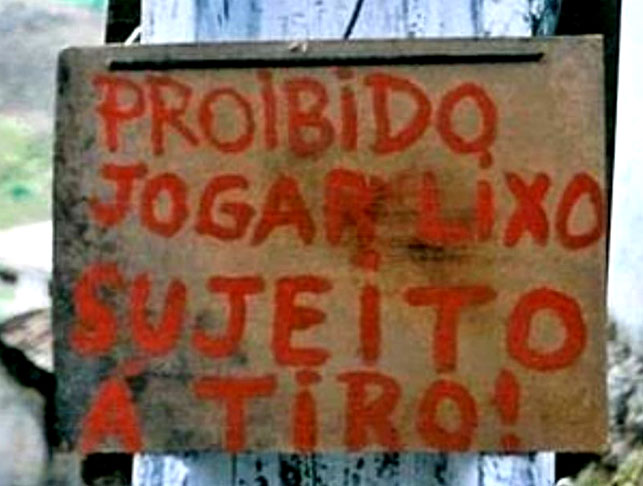 PROIBIDO
JOGAR LIXO
SUJEITO
Á TIRO!